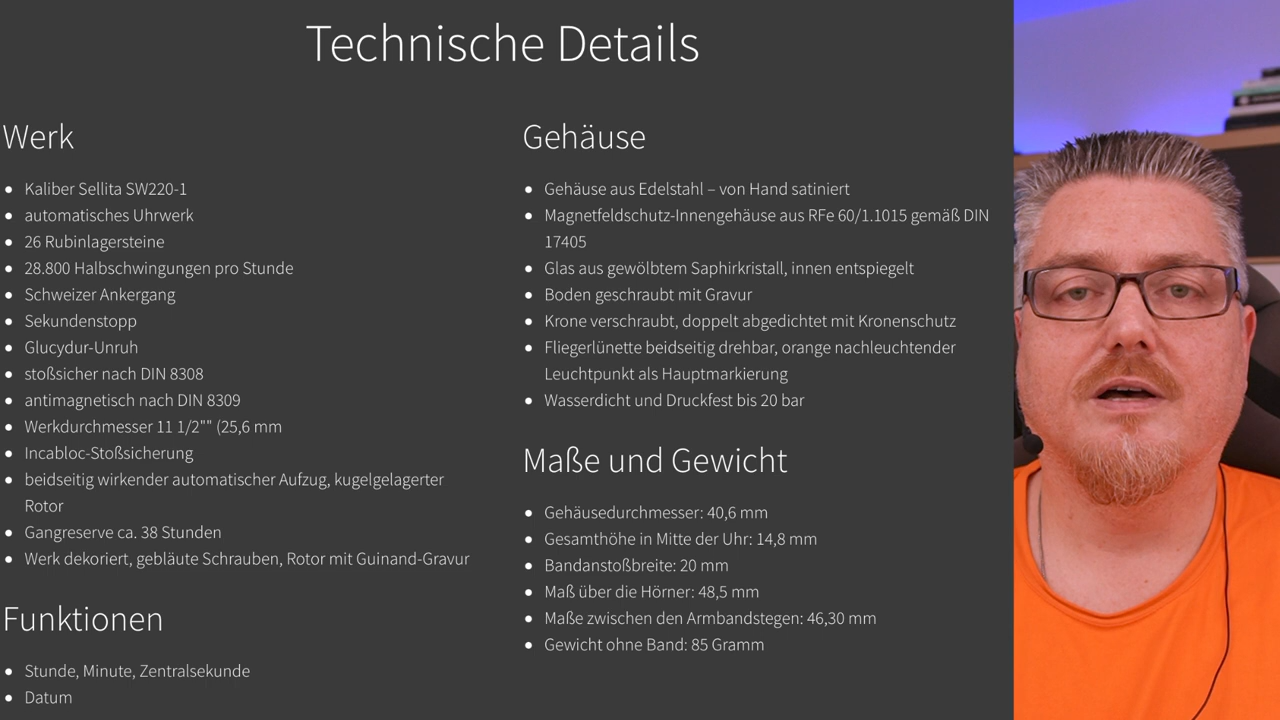 Technische Details
Werk
Kaliber Sellita SW220-1
automatisches Uhrwerk
26 Rubinlagersteine
28.800 Halbschwingungen pro Stunde
Schweizer Ankergang
Sekundenstopp
Glucydur-Unruh
stoßsicher nach DIN 8308
antimagnetisch nach DIN 8309
Werkdurchmesser 11 1/2"" (25,6 mm
Incabloc-Stoßsicherung
beidseitig wirkender automatischer Aufzug, kugelgelagerter
Rotor
Gangreserve ca. 38 Stunden
Werk dekoriert, gebläute Schrauben, Rotor mit Guinand-Gravur
Funktionen
Stunde, Minute, Zentralsekunde
Datum
Gehäuse
Gehäuse aus Edelstahl – von Hand satiniert
Magnetfeldschutz-Innengehäuse aus RFe 60/1.1015 gemäß DIN
17405
Glas aus gewölbtem Saphirkristall, innen entspiegelt
Boden geschraubt mit Gravur
Krone verschraubt, doppelt abgedichtet mit Kronenschutz
Fliegerlünette beidseitig drehbar, orange nachleuchtender
Leuchtpunkt als Hauptmarkierung
Wasserdicht und Druckfest bis 20 bar
Maße und Gewicht
Gehäusedurchmesser: 40,6 mm
Gesamthöhe in Mitte der Uhr: 14,8 mm
Bandanstoßbreite: 20 mm
Maß über die Hörner: 48,5 mm
Maße zwischen den Armbandstegen: 46,30 mm
Gewicht ohne Band: 85 Gramm